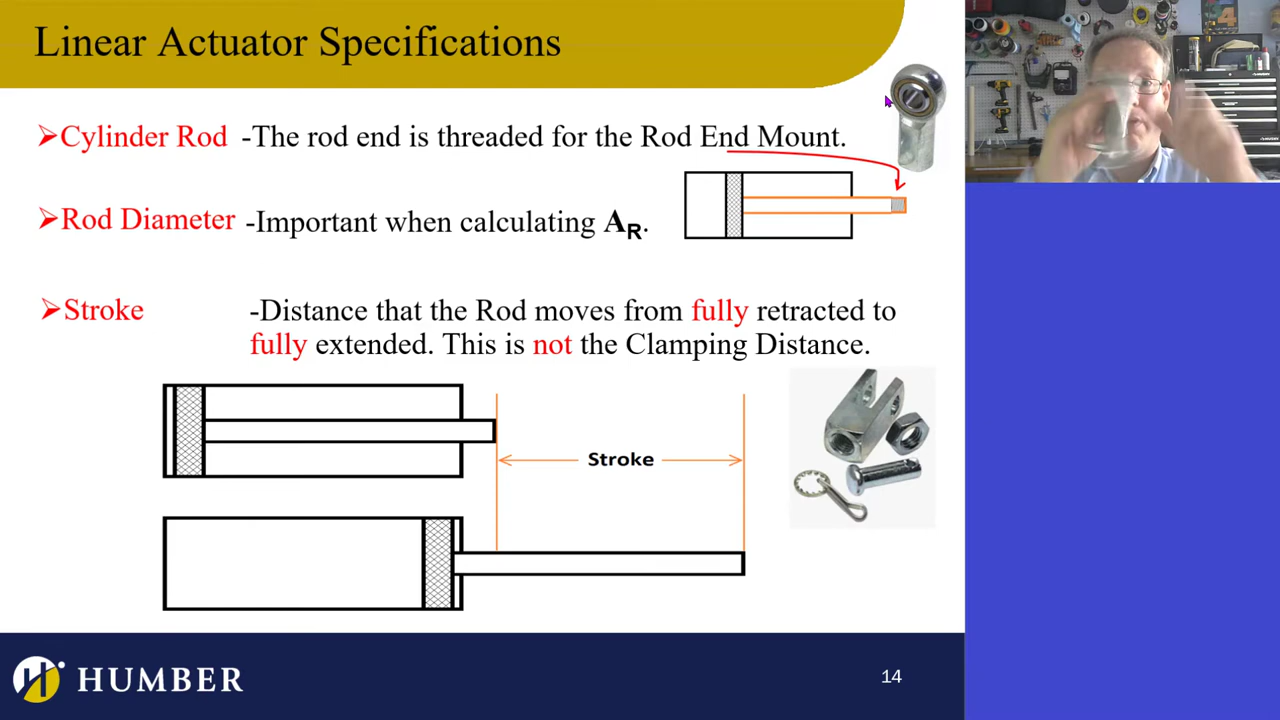 Linear Actuator Specifications
➢Cylinder Rod -The rod end is threaded for the Rod End Mount.
➢Rod Diameter -Important when calculating AR.
➢Stroke -Distance that the Rod moves from fully retracted to
fully extended. This is not the Clamping Distance.
Stroke
HUMBER
14